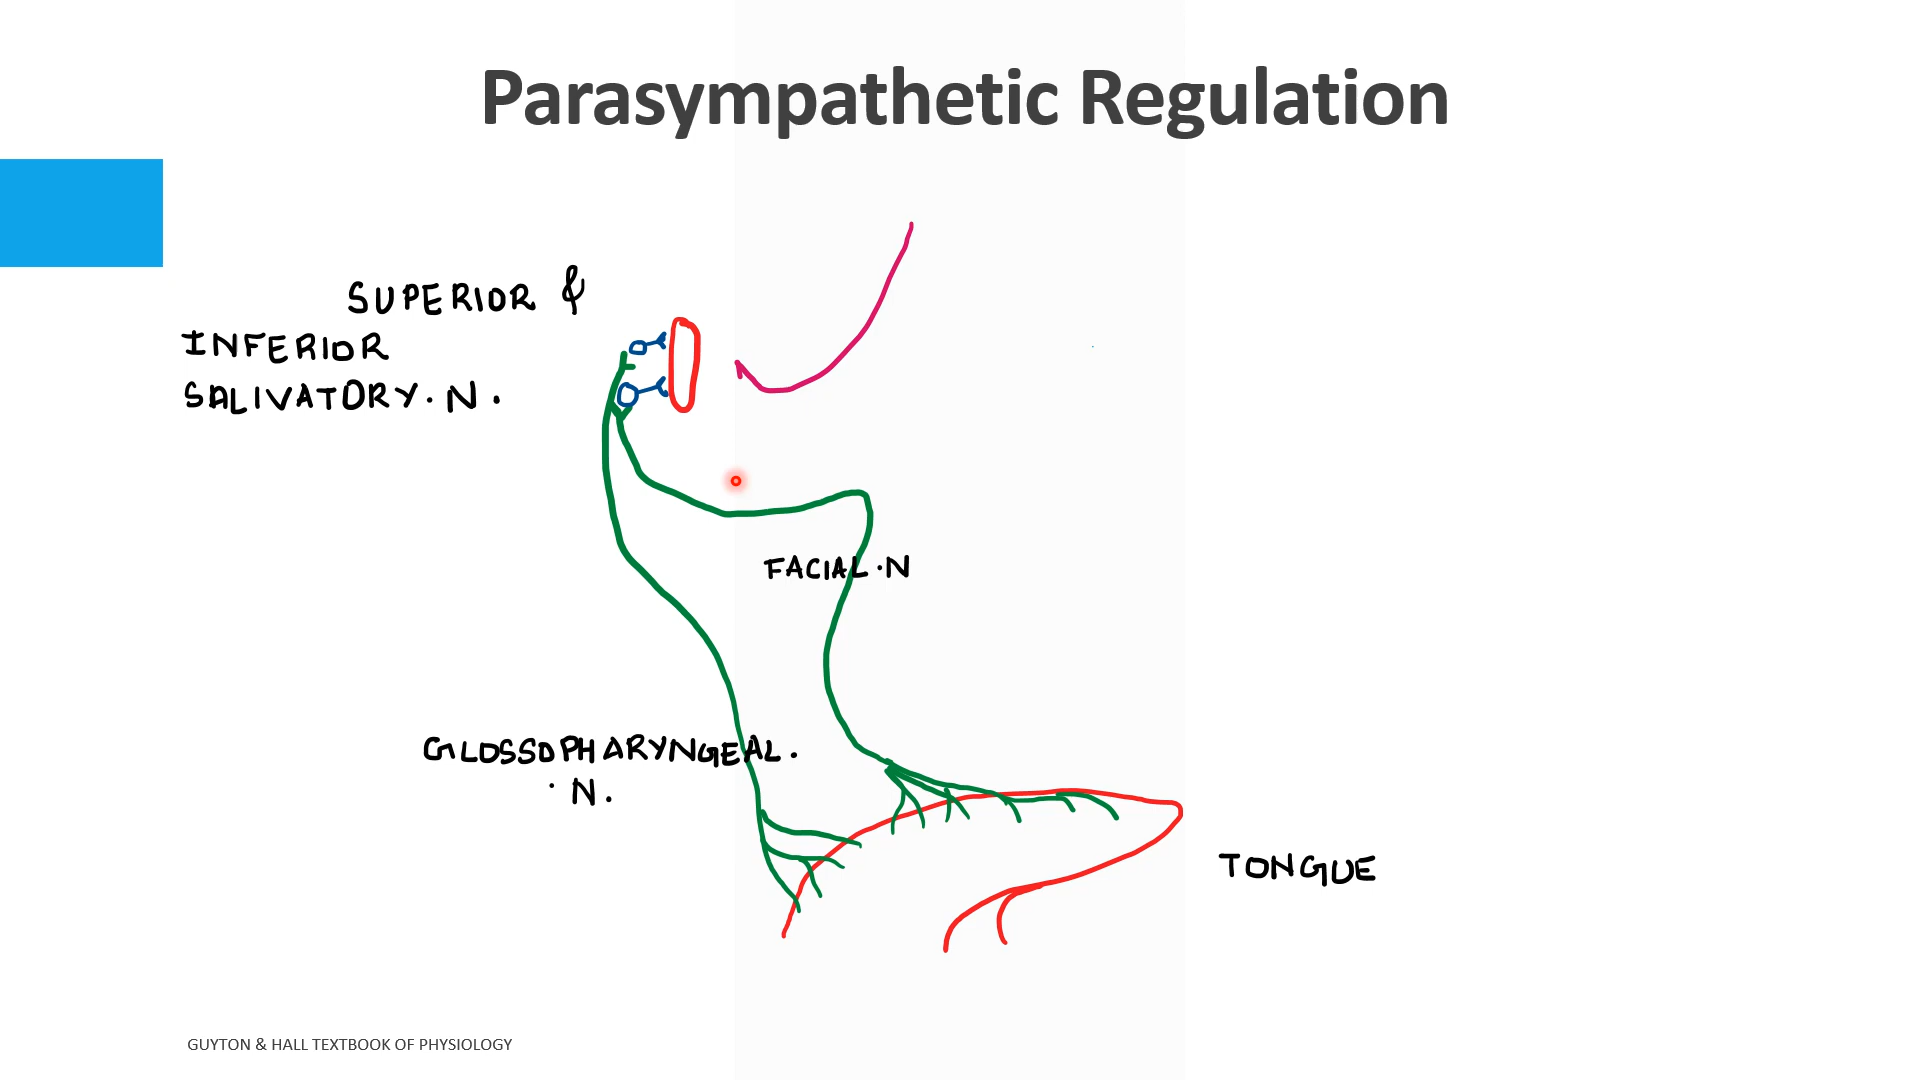 Parasympathetic Regulation
SUPERIOR &
INFERIOR
SALIVATORY. N.
FACIAL. N
GLOSSOPHARYNGEAL.
N.
TONGUE
GUYTON & HALL TEXTBOOK OF PHYSIOLOGY